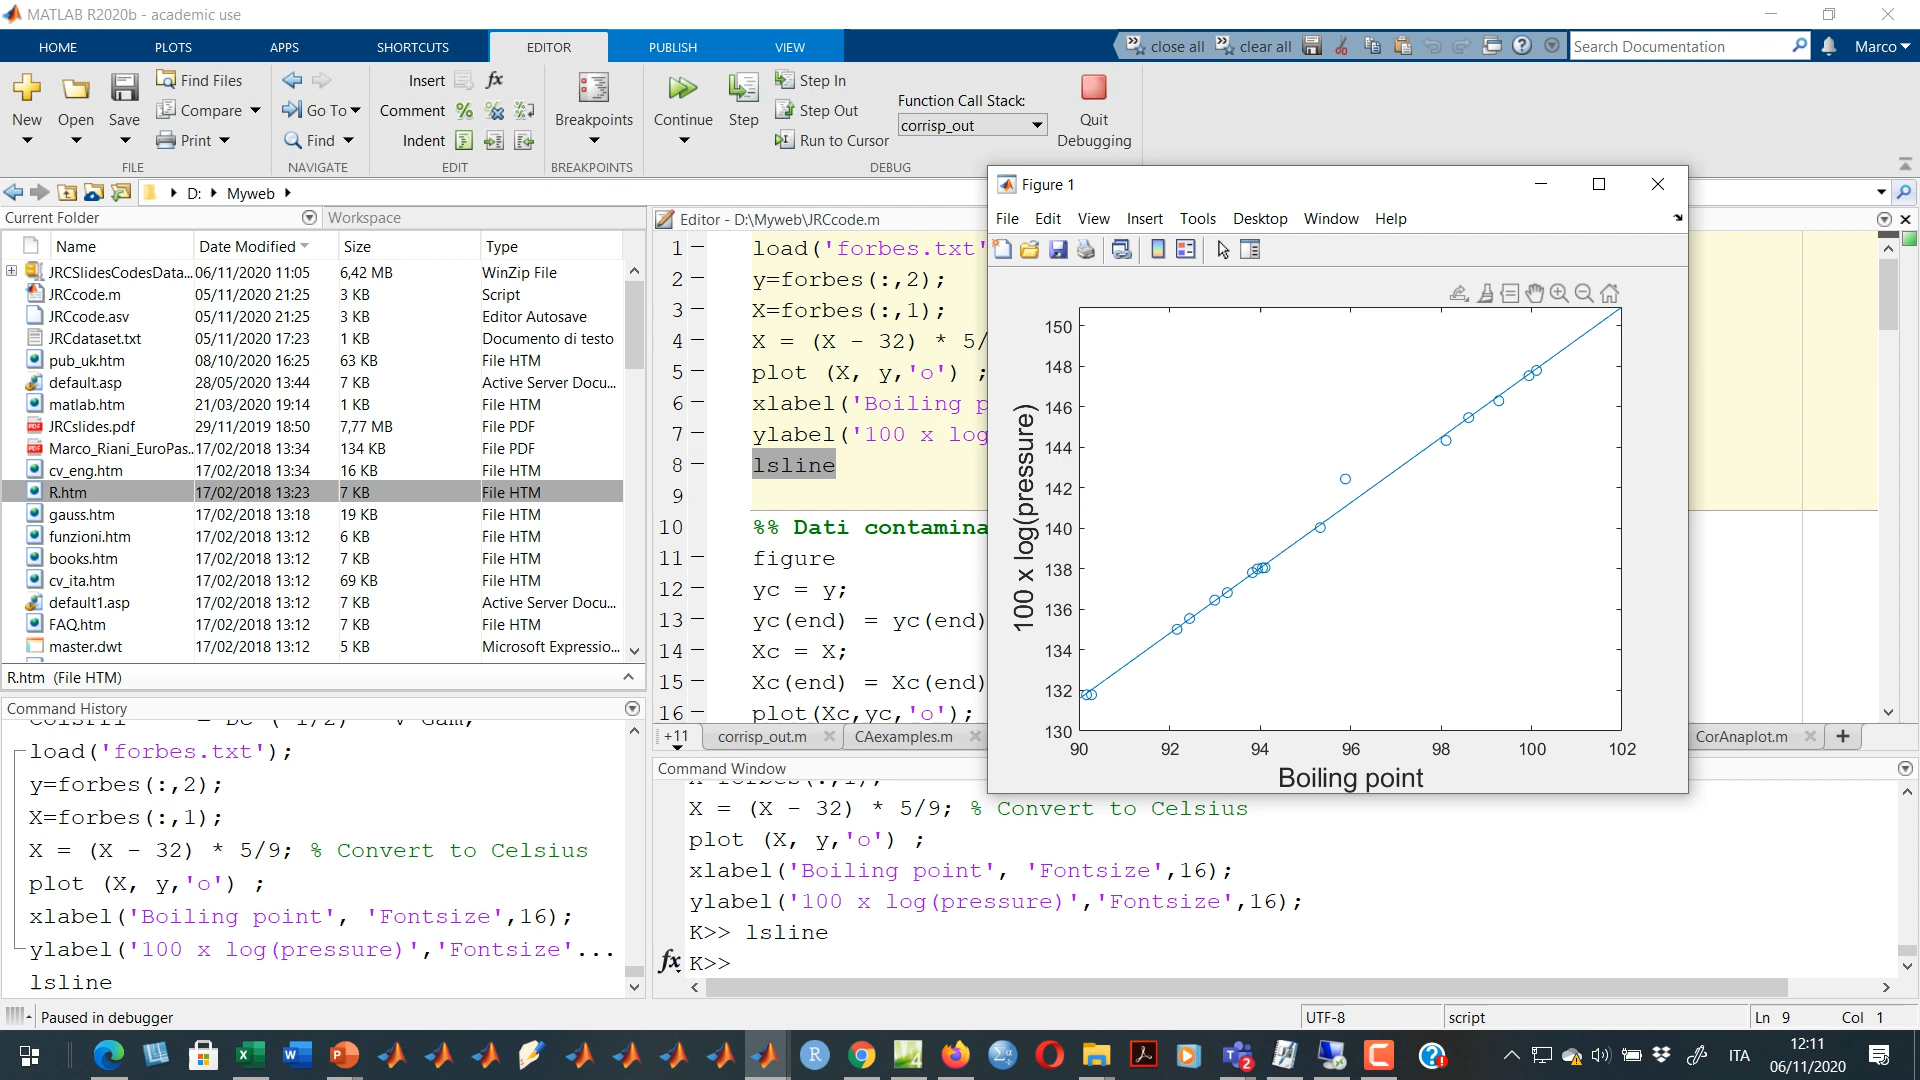 MATLAB R2020b - academic use
HOME PLOTS APPS SHORTCUTS EDITOR PUBLISH VIEW
close all clear all Search Documentation Marco
New Open Save Find Files Compare Print
Go To Find
Insert fx
Comment
Indent
Breakpoints
Continue Step
Step In
Step Out
Run to Cursor
Function Call Stack:
corrisp_out
Quit Debugging
FILE NAVIGATE EDIT BREAKPOINTS DEBUG
D: Myweb
Current Folder Workspace
Name Date Modified Size Type
JRCSlidesCodesData... 06/11/2020 11:05 6,42 MB WinZip File
JRCcode.m 05/11/2020 21:25 3 KB Script
JRCcode.asv 05/11/2020 21:25 3 KB Editor Autosave
JRCdataset.txt 05/11/2020 17:23 1 KB Documento di testo
pub_uk.htm 08/10/2020 16:25 63 KB File HTM
default.asp 28/05/2020 13:44 7 KB Active Server Docu...
matlab.htm 21/03/2020 19:14 1 KB File HTM
JRCslides.pdf 29/11/2019 18:50 7,77 MB File PDF
Marco_Riani_EuroPas... 17/02/2018 13:34 134 KB File PDF
cv_eng.htm 17/02/2018 13:34 16 KB File HTM
R.htm 17/02/2018 13:23 7 KB File HTM
gauss.htm 17/02/2018 13:18 19 KB File HTM
funzioni.htm 17/02/2018 13:12 6 KB File HTM
books.htm 17/02/2018 13:12 7 KB File HTM
cv_ita.htm 17/02/2018 13:12 69 KB File HTM
default1.asp 17/02/2018 13:12 7 KB Active Server Docu...
FAQ.htm 17/02/2018 13:12 7 KB File HTM
master.dwt 17/02/2018 13:12 5 KB Microsoft Expressio...
R.htm (File HTM)
Command History
load('forbes.txt');
y=forbes(:,2);
X=forbes(:,1);
X = (X - 32) * 5/9; % Convert to Celsius
plot (X, y,'o') ;
xlabel('Boiling point', 'Fontsize',16);
ylabel('100 x log(pressure)','Fontsize'...
lsline
Editor - D:\Myweb\JRCcode.m
1 load('forbes.txt'
2 y=forbes(:,2);
3 X=forbes(:,1);
4 X = (X - 32) * 5/
5 plot (X, y,'o') ;
6 xlabel('Boiling p
7 ylabel('100 x log
8 lsline
9
10 %% Dati contamina
11 figure
12 yc = y;
13 yc(end) = yc(end)
14 Xc = X;
15 Xc(end) = Xc(end)
16 plot(Xc,yc,'o');
+11 corrisp_out.m CAexamples.m CorAnaplot.m
Figure 1
File Edit View Insert Tools Desktop Window Help
100 x log(pressure)
150
148
146
144
142
140
138
136
134
132
130
90 92 94 96 98 100 102
Boiling point
Command Window
X = (X - 32) * 5/9; % Convert to Celsius
plot (X, y,'o') ;
xlabel('Boiling point', 'Fontsize',16);
ylabel('100 x log(pressure)','Fontsize',16);
K>> lsline
fx K>>
Paused in debugger UTF-8 script Ln 9 Col 1
ITA 12:11
06/11/2020